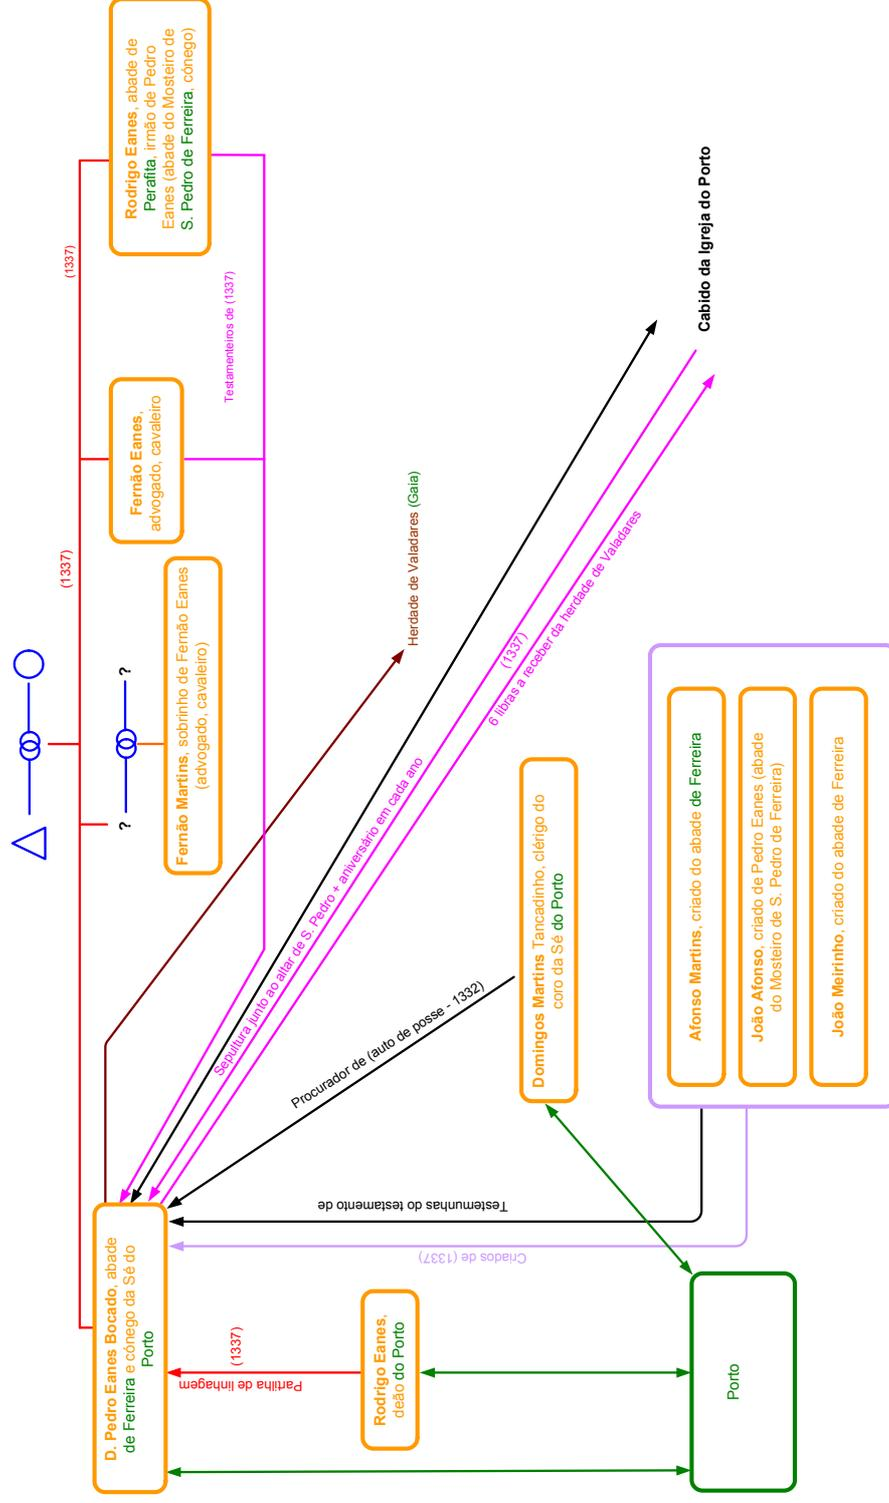 D. Pedro Eanes Bocado, abade
de Ferreira e cónego da Sé do
Porto
(1337)
(1337)
?
?
Fernão Martins, sobrinho de Fernão Eanes
(advogado, cavaleiro)
Fernão Eanes,
advogado, cavaleiro
Rodrigo Eanes, abade de
Perafita, irmão de Pedro
Eanes (abade do Mosteiro de
S. Pedro de Ferreira, cónego)
Testamenteiros de (1337)
Partilha de linhagem
(1337)
Rodrigo Eanes,
deão do Porto
Testemunhas do testamento de
Criados de (1337)
Procurador de (auto de posse - 1332)
Sepultura junto ao altar de S. Pedro + aniversário em cada ano
(1337)
6 libras a receber da herdade de Valadares
Herdade de Valadares (Gaia)
Cabido da Igreja do Porto
Domingos Martins Tancadinho, clérigo do
coro da Sé do Porto
Afonso Martins, criado do abade de Ferreira
João Afonso, criado de Pedro Eanes (abade
do Mosteiro de S. Pedro de Ferreira)
João Meirinho, criado do abade de Ferreira
Porto